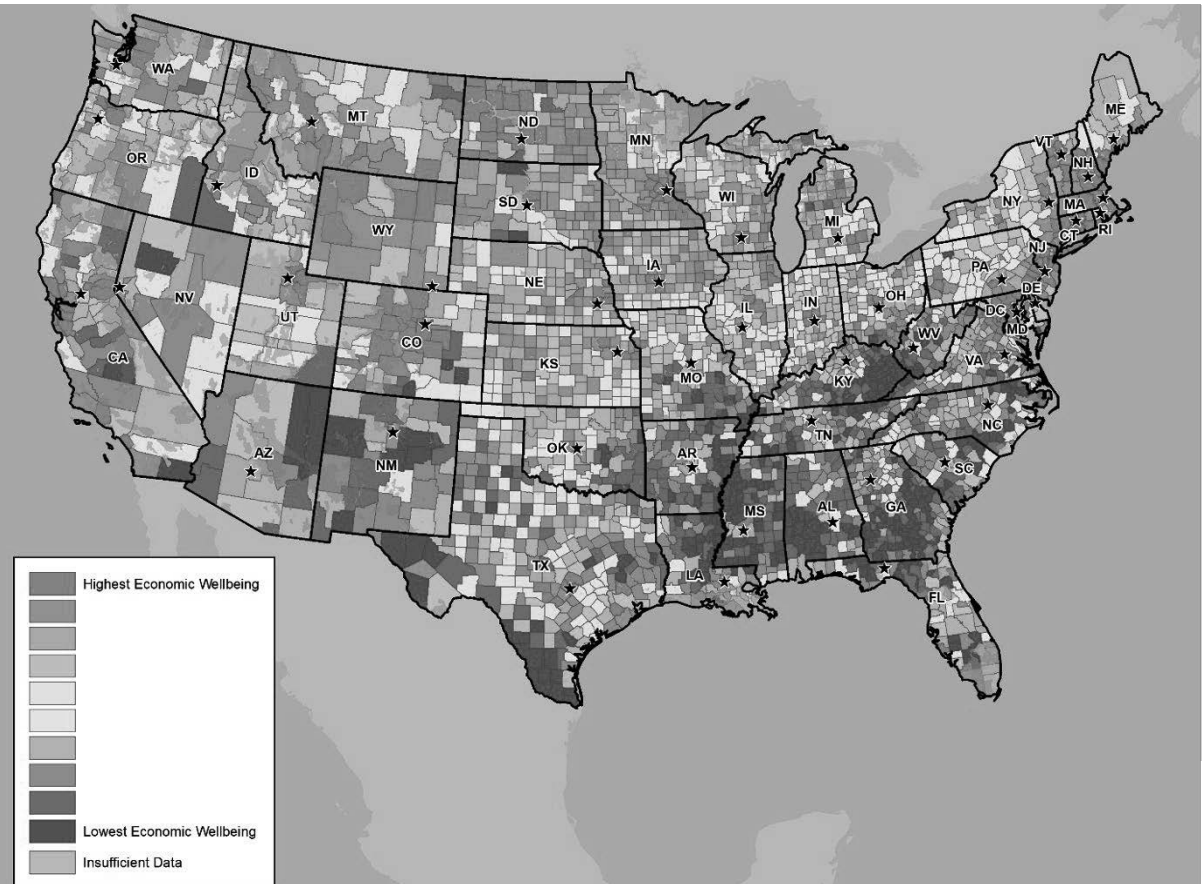 WA
MT
ND
MN
ME
VT
NH
OR
ID
SD
WI
NY
MA
MI
WY
CT
RI
IA
NE
PA
NJ
NV
UT
IL
IN
OH
DE
DC
MD
CA
CO
WV
KS
MO
VA
KY
NC
TN
OK
AZ
NM
AR
SC
MS
AL
GA
TX
LA
FL
Highest Economic Wellbeing
Lowest Economic Wellbeing
Insufficient Data